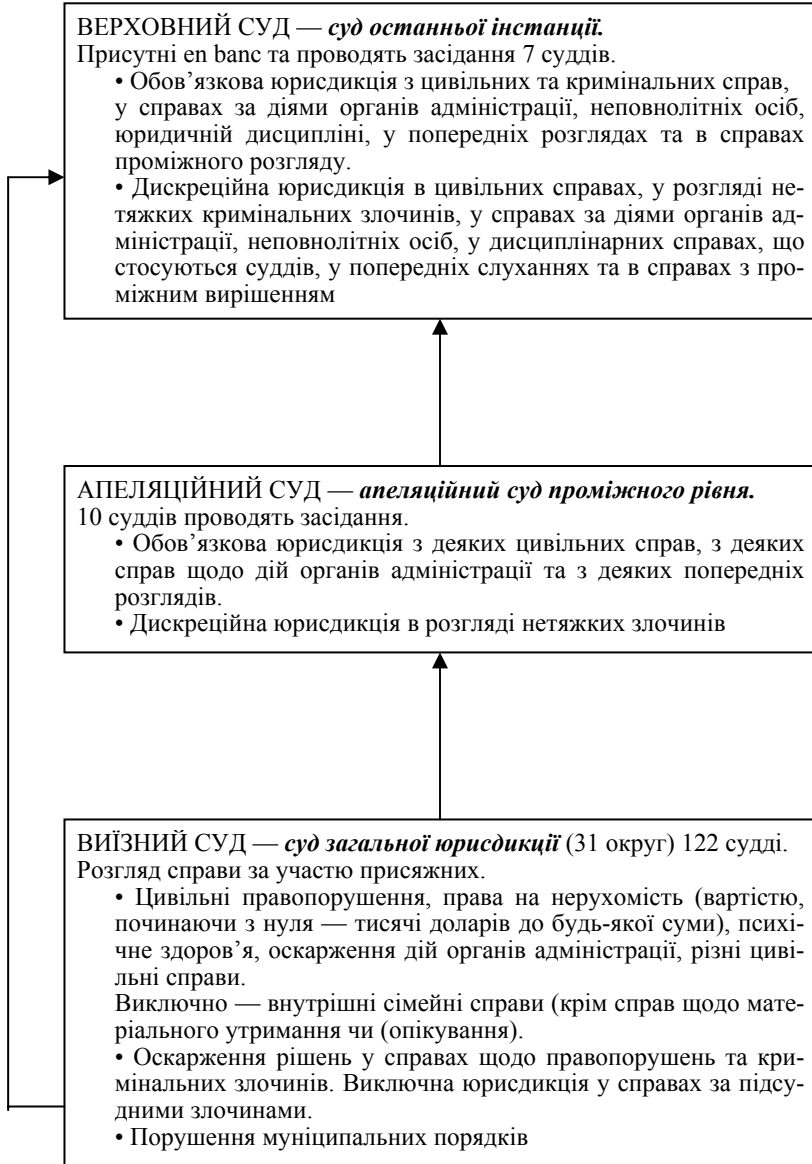 ВЕРХОВНИЙ СУД — суд останньої інстанції.
Присутні en banc та проводять засідання 7 суддів.
• Обов’язкова юрисдикція з цивільних та кримінальних справ,
у справах за діями органів адміністрації, неповнолітніх осіб,
юридичній дисципліні, у попередніх розглядах та в справах
проміжного розгляду.
• Дискреційна юрисдикція в цивільних справах, у розгляді не-
тяжких кримінальних злочинів, у справах за діями органів ад-
міністрації, неповнолітніх осіб, у дисциплінарних справах, що
стосуються суддів, у попередніх слуханнях та в справах з про-
міжним вирішенням
АПЕЛЯЦІЙНИЙ СУД — апеляційний суд проміжного рівня.
10 суддів проводять засідання.
• Обов’язкова юрисдикція з деяких цивільних справ, з деяких
справ щодо дій органів адміністрації та з деяких попередніх
розглядів.
• Дискреційна юрисдикція в розгляді нетяжких злочинів
ВИЇЗНИЙ СУД — суд загальної юрисдикції (31 округ) 122 судді.
Розгляд справи за участю присяжних.
• Цивільні правопорушення, права на нерухомість (вартістю,
починаючи з нуля — тисячі доларів до будь-якої суми), психі-
чне здоров’я, оскарження дій органів адміністрації, різні циві-
льні справи.
Виключно — внутрішні сімейні справи (крім справ щодо мате-
ріального утримання чи (опікування).
• Оскарження рішень у справах щодо правопорушень та кри-
мінальних злочинів. Виключна юрисдикція у справах за підсу-
дними злочинами.
• Порушення муніципальних порядків